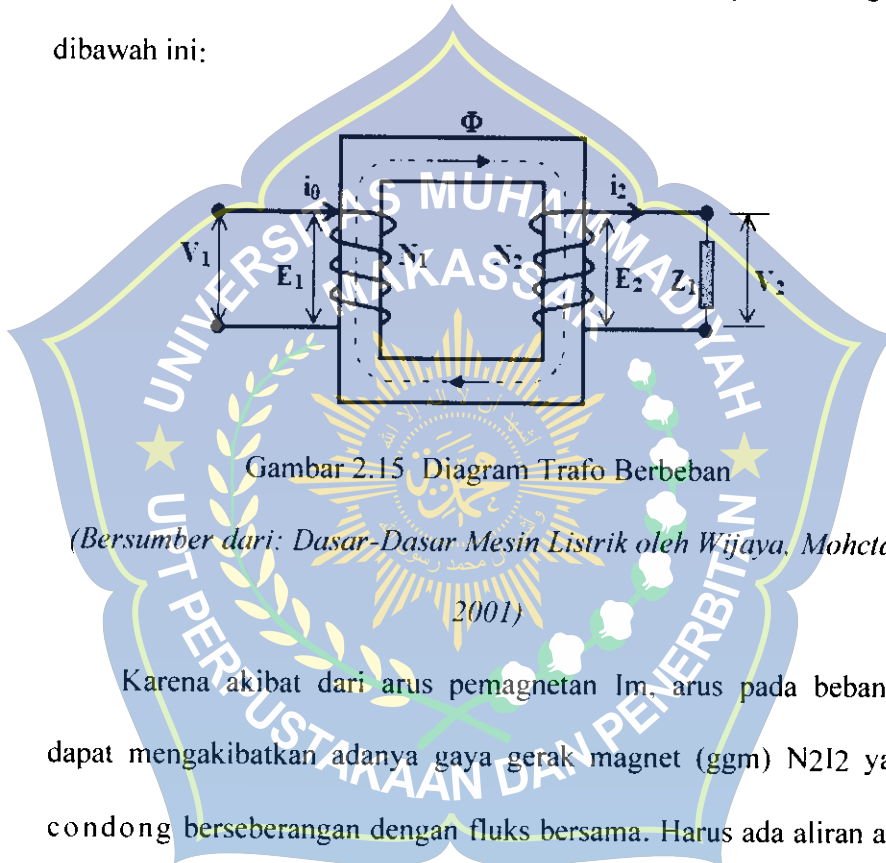 dibawah ini:
Φ
i₀ i₂
V₁ E₁ N₁ N₂ E₂ Z₁ V₂
UNIVERSITAS MUHAMMADIYAH
MAKASSAR
Gambar 2.15 Diagram Trafo Berbeban
(Bersumber dari: Dasar-Dasar Mesin Listrik oleh Wijaya, Mohcta
2001)
Karena akibat dari arus pemagnetan Im, arus pada beban
dapat mengakibatkan adanya gaya gerak magnet (ggm) N2I2 ya
condong berseberangan dengan fluks bersama. Harus ada aliran a
UPT PERPUSTAKAAN DAN PENERBITAN